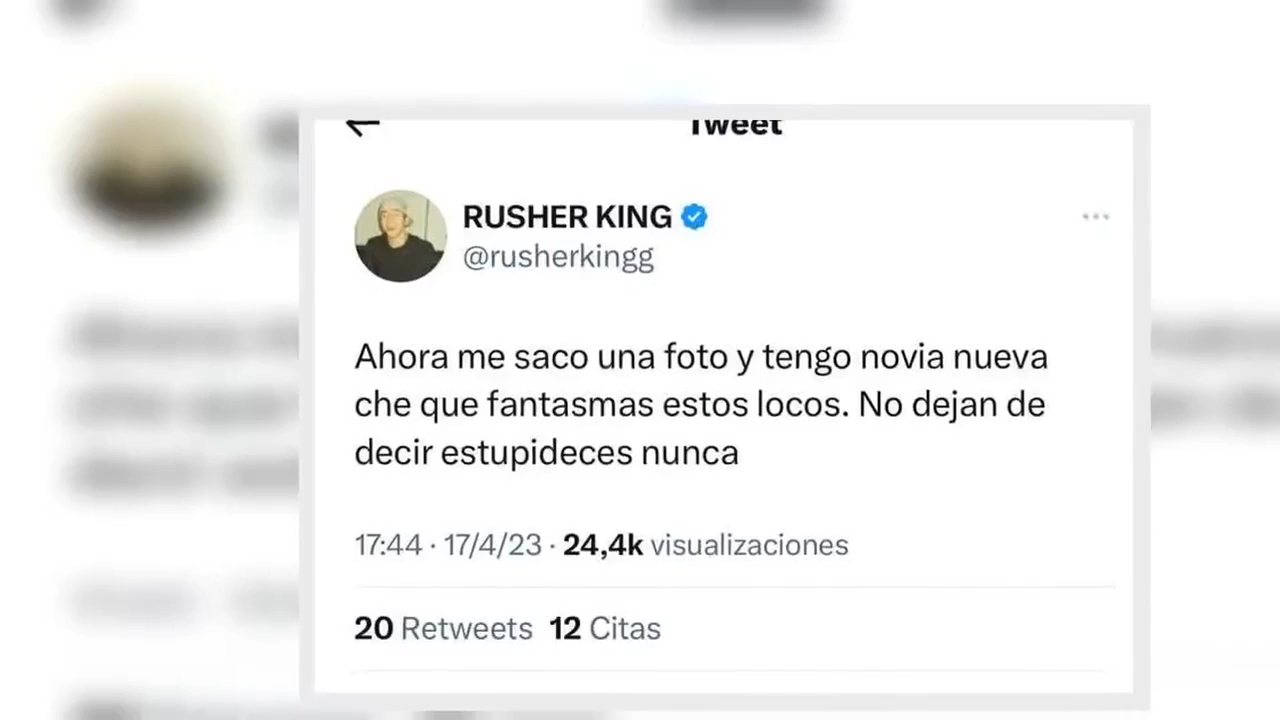 Tweet
RUSHER KING
@rusherkingg
Ahora me saco una foto y tengo novia nueva
che que fantasmas estos locos. No dejan de
decir estupideces nunca
17:44 · 17/4/23 · 24,4k visualizaciones
20 Retweets 12 Citas